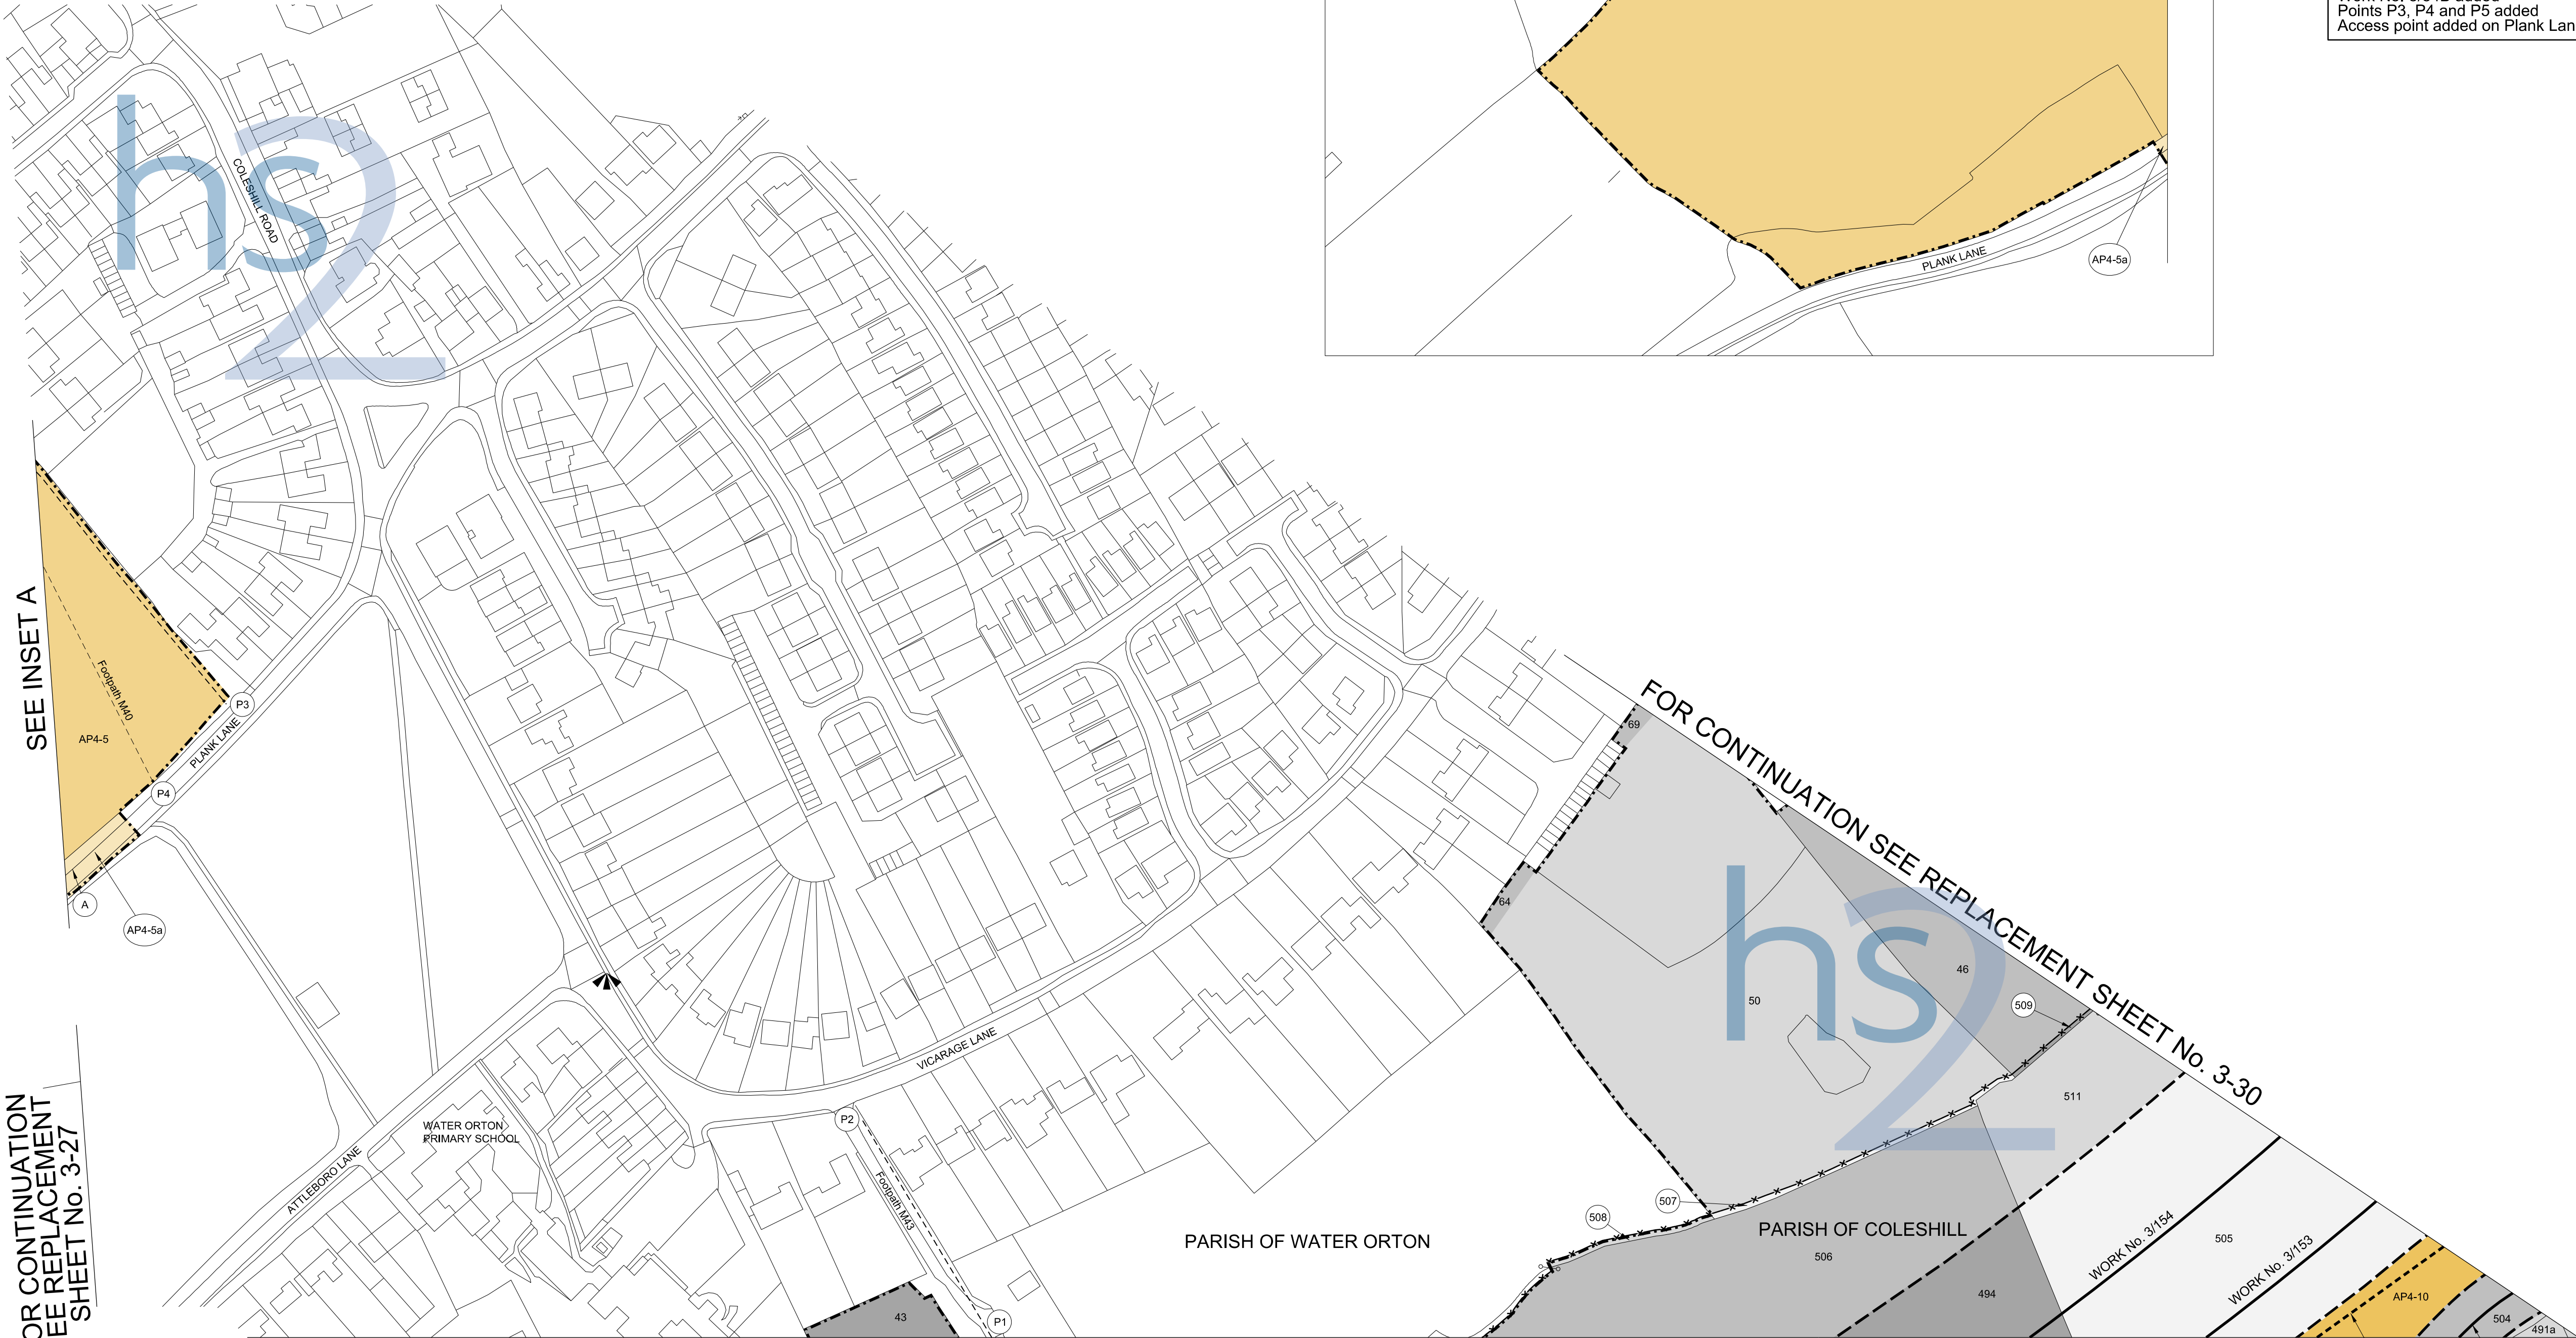 Points P3, P4 and P5 added
Access point added on Plank Lan
hs2
COLESHILL ROAD
PLANK LANE
AP4-5a
SEE INSET A
Footpath M40
AP4-5
P3
PLANK LANE
P4
A
AP4-5a
FOR CONTINUATION SEE REPLACEMENT SHEET No. 3-30
69
64
hs2
46
50
509
511
VICARAGE LANE
P2
WATER ORTON
PRIMARY SCHOOL
ATTLEBORO LANE
OR CONTINUATION
EE REPLACEMENT
SHEET No. 3-27
Footpath M43
507
508
PARISH OF WATER ORTON
PARISH OF COLESHILL
506
505
WORK No. 3/154
WORK No. 3/153
494
AP4-10
504
491a
43
P1